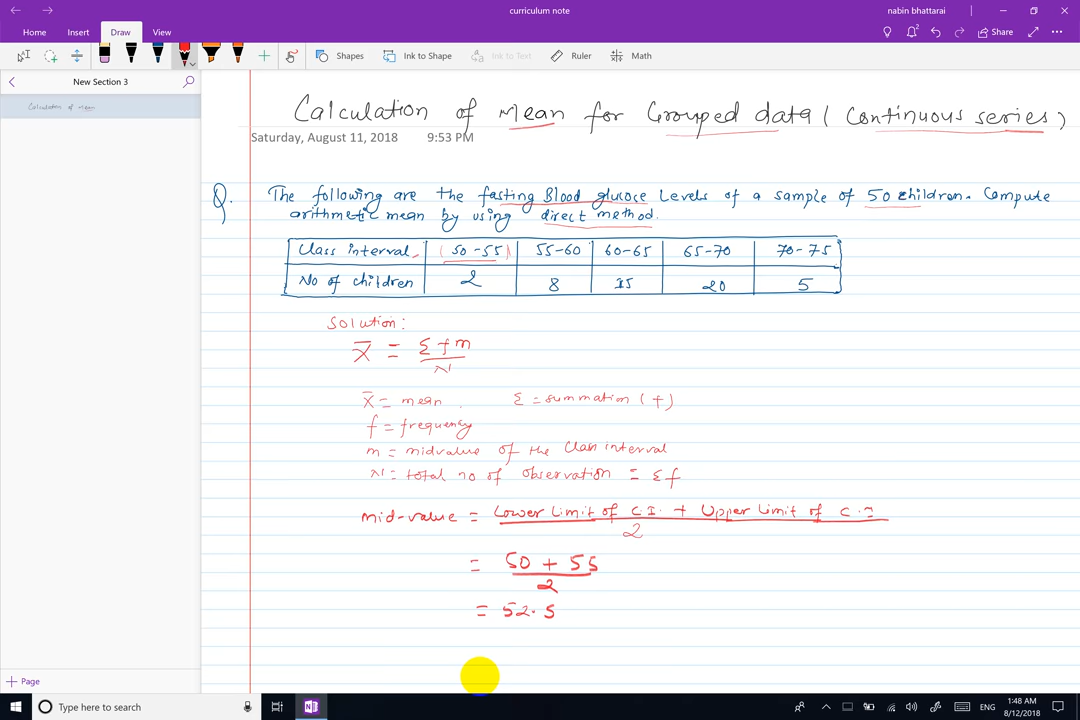 curriculum note
nabin bhattarai
Home Insert Draw View
Share
Shapes Ink to Shape Ink to Text Ruler Math
New Section 3
Calculation of mean
Calculation of Mean for Grouped data (Continuous series)
Saturday, August 11, 2018 9:53 PM
Q. The following are the fasting Blood glucose Levels of a sample of 50 children. Compute
arithmetic mean by using direct method.
Class interval (50-55) 55-60 60-65 65-70 70-75
No of children 2 8 15 20 5
Solution:
x̄ = Σfm
N
x̄ = mean Σ = summation (+)
f = frequency
m = midvalue of the Class interval
N = total no of observation = Σf
mid-value = Lower limit of C.I. + Upper Limit of C.I
2
= 50 + 55
2
= 52.5
+ Page
Type here to search
ENG
1:48 AM
8/12/2018